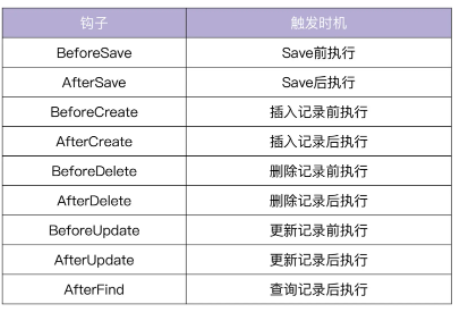 钩子 触发时机
BeforeSave Save前执行
AfterSave Save后执行
BeforeCreate 插入记录前执行
AfterCreate 插入记录后执行
BeforeDelete 删除记录前执行
AfterDelete 删除记录后执行
BeforeUpdate 更新记录前执行
AfterUpdate 更新记录后执行
AfterFind 查询记录后执行